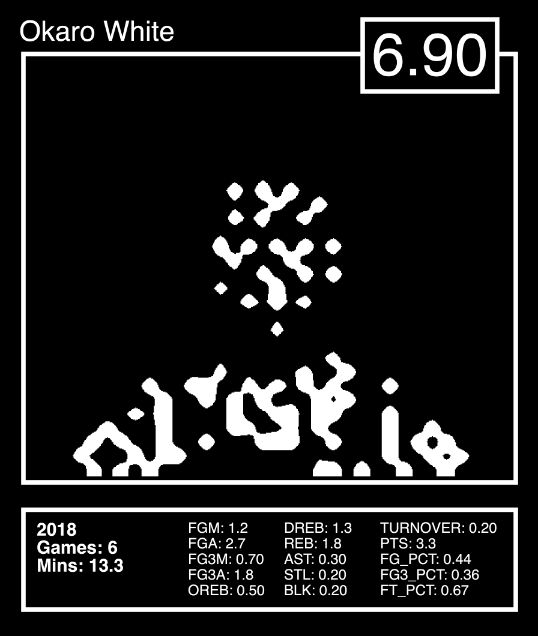 Okaro White
6.90
2018
Games: 6
Mins: 13.3
FGM: 1.2
FGA: 2.7
FG3M: 0.70
FG3A: 1.8
OREB: 0.50
DREB: 1.3
REB: 1.8
AST: 0.30
STL: 0.20
BLK: 0.20
TURNOVER: 0.20
PTS: 3.3
FG_PCT: 0.44
FG3_PCT: 0.36
FT_PCT: 0.67